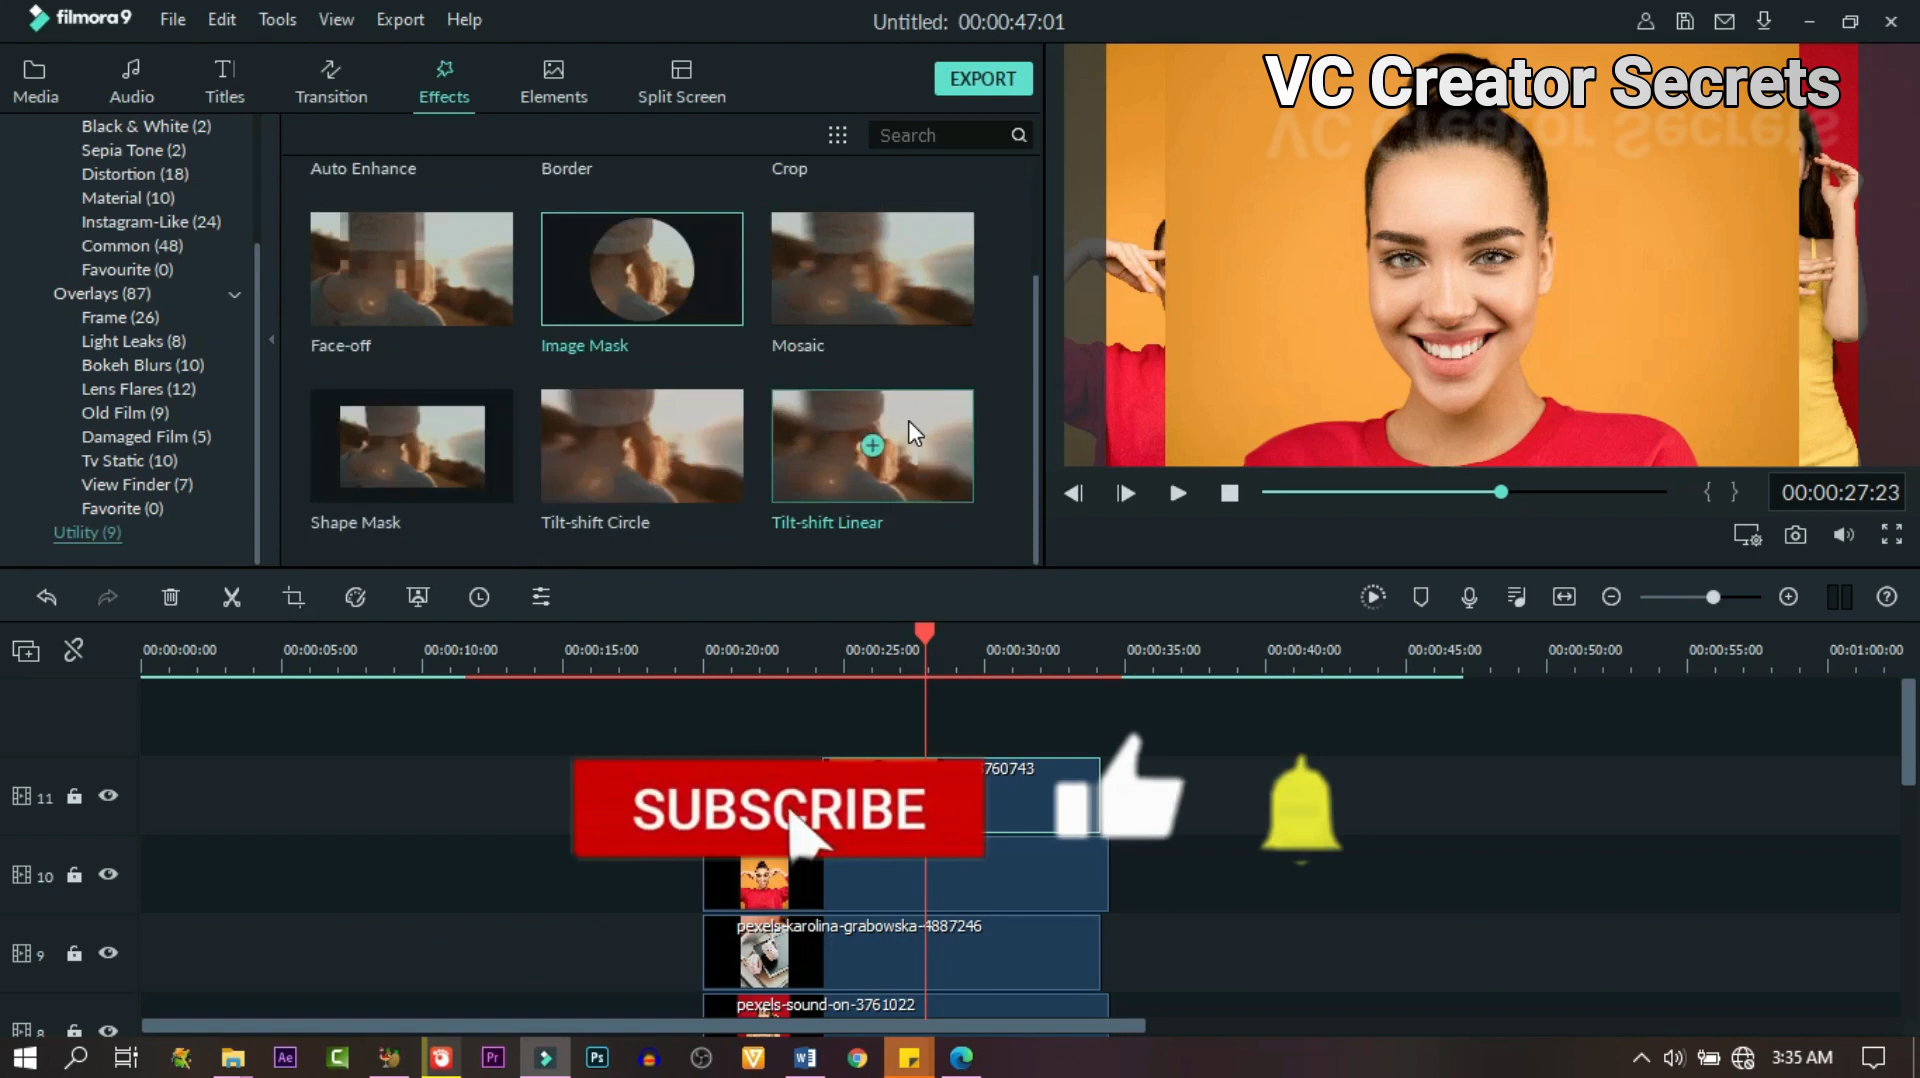 filmora9
File Edit Tools View Export Help
Untitled: 00:00:47:01
Media Audio Titles Transition Effects Elements Split Screen
EXPORT
VC Creator Secrets
Search
Black & White (2)
Sepia Tone (2)
Distortion (18)
Material (10)
Instagram-Like (24)
Common (48)
Favourite (0)
Overlays (87)
Frame (26)
Light Leaks (8)
Bokeh Blurs (10)
Lens Flares (12)
Old Film (9)
Damaged Film (5)
Tv Static (10)
View Finder (7)
Favorite (0)
Utility (9)
Auto Enhance Border Crop
Face-off Image Mask Mosaic
Shape Mask Tilt-shift Circle Tilt-shift Linear
00:00:27:23
00:00:00:00 00:00:05:00 00:00:10:00 00:00:15:00 00:00:20:00 00:00:25:00 00:00:30:00 00:00:35:00 00:00:40:00 00:00:45:00 00:00:50:00 00:00:55:00 00:01:00:00
11
760743
SUBSCRIBE
10
9
pexels-karolina-grabowska-4887246
8
pexels-sound-on-3761022
Ae
Pr
Ps
3:35 AM